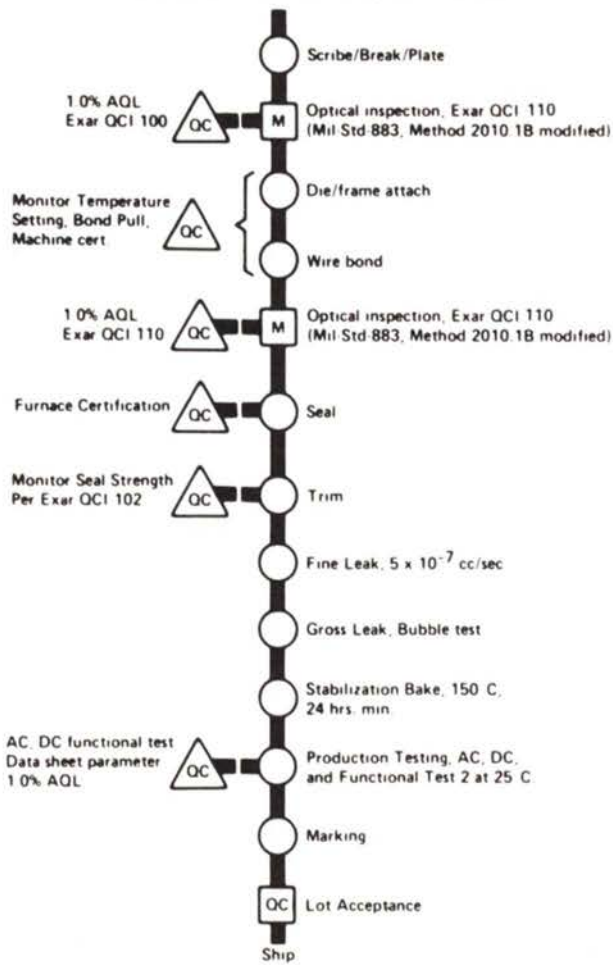 Scribe/Break/Plate
1.0% AQL
Exar QCI 100
QC
M
Optical inspection, Exar QCI 110
(Mil-Std-883, Method 2010.1B modified)
Die/frame attach
Monitor Temperature
Setting, Bond Pull,
Machine cert.
QC
Wire bond
1.0% AQL
Exar QCI 110
QC
M
Optical inspection, Exar QCI 110
(Mil-Std-883, Method 2010.1B modified)
Furnace Certification
QC
Seal
Monitor Seal Strength
Per Exar QCI 102
QC
Trim
Fine Leak, 5 x 10⁻⁷ cc/sec
Gross Leak, Bubble test
Stabilization Bake, 150 C,
24 hrs. min.
AC, DC functional test
Data sheet parameter
1.0% AQL
QC
Production Testing, AC, DC,
and Functional Test 2 at 25 C
Marking
QC
Lot Acceptance
Ship